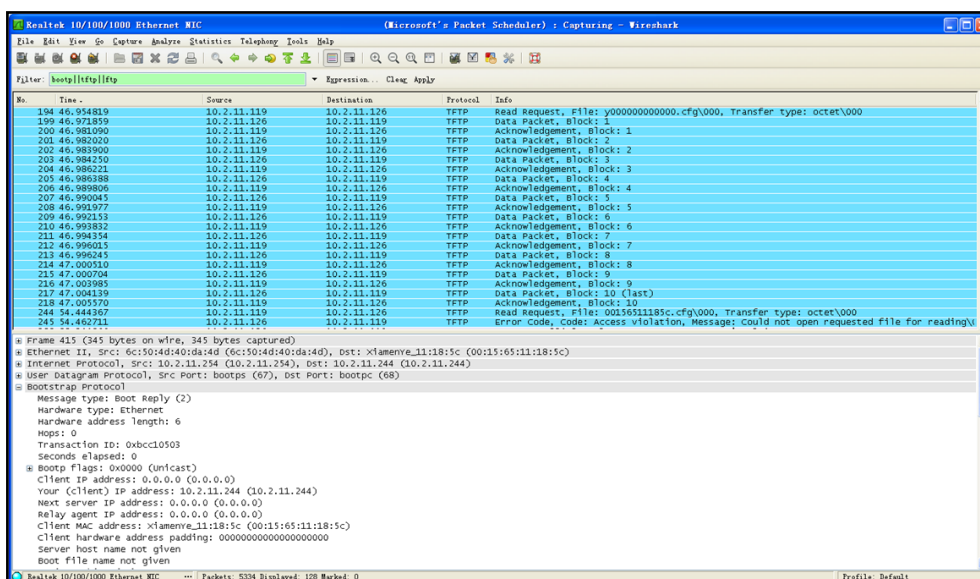 Realtek 10/100/1000 Ethernet NIC (Microsoft's Packet Scheduler) : Capturing - Wireshark
File Edit View Go Capture Analyze Statistics Telephony Tools Help
Filter: bootp||tftp||ftp Expression... Clear Apply
No. Time . Source Destination Protocol Info
194 46.954819 10.2.11.119 10.2.11.126 TFTP Read Request, File: y000000000000.cfg\000, Transfer type: octet\000
199 46.971859 10.2.11.126 10.2.11.119 TFTP Data Packet, Block: 1
200 46.981090 10.2.11.119 10.2.11.126 TFTP Acknowledgement, Block: 1
201 46.982020 10.2.11.126 10.2.11.119 TFTP Data Packet, Block: 2
202 46.983900 10.2.11.119 10.2.11.126 TFTP Acknowledgement, Block: 2
203 46.984250 10.2.11.126 10.2.11.119 TFTP Data Packet, Block: 3
204 46.986221 10.2.11.119 10.2.11.126 TFTP Acknowledgement, Block: 3
205 46.986388 10.2.11.126 10.2.11.119 TFTP Data Packet, Block: 4
206 46.989806 10.2.11.119 10.2.11.126 TFTP Acknowledgement, Block: 4
207 46.990045 10.2.11.126 10.2.11.119 TFTP Data Packet, Block: 5
208 46.991977 10.2.11.119 10.2.11.126 TFTP Acknowledgement, Block: 5
209 46.992153 10.2.11.126 10.2.11.119 TFTP Data Packet, Block: 6
210 46.993832 10.2.11.119 10.2.11.126 TFTP Acknowledgement, Block: 6
211 46.994354 10.2.11.126 10.2.11.119 TFTP Data Packet, Block: 7
212 46.996015 10.2.11.119 10.2.11.126 TFTP Acknowledgement, Block: 7
213 46.996245 10.2.11.126 10.2.11.119 TFTP Data Packet, Block: 8
214 47.000510 10.2.11.119 10.2.11.126 TFTP Acknowledgement, Block: 8
215 47.000704 10.2.11.126 10.2.11.119 TFTP Data Packet, Block: 9
216 47.003985 10.2.11.119 10.2.11.126 TFTP Acknowledgement, Block: 9
217 47.004139 10.2.11.126 10.2.11.119 TFTP Data Packet, Block: 10 (last)
218 47.005570 10.2.11.119 10.2.11.126 TFTP Acknowledgement, Block: 10
244 54.444367 10.2.11.119 10.2.11.126 TFTP Read Request, File: 00156511185c.cfg\000, Transfer type: octet\000
245 54.462711 10.2.11.126 10.2.11.119 TFTP Error Code, Code: Access violation, Message: Could not open requested file for reading\
Frame 415 (345 bytes on wire, 345 bytes captured)
Ethernet II, Src: 6c:50:4d:40:da:4d (6c:50:4d:40:da:4d), Dst: XiamenYe_11:18:5c (00:15:65:11:18:5c)
Internet Protocol, Src: 10.2.11.254 (10.2.11.254), Dst: 10.2.11.244 (10.2.11.244)
User Datagram Protocol, Src Port: bootps (67), Dst Port: bootpc (68)
Bootstrap Protocol
Message type: Boot Reply (2)
Hardware type: Ethernet
Hardware address length: 6
Hops: 0
Transaction ID: 0xbcc10503
Seconds elapsed: 0
Bootp flags: 0x0000 (Unicast)
Client IP address: 0.0.0.0 (0.0.0.0)
Your (client) IP address: 10.2.11.244 (10.2.11.244)
Next server IP address: 0.0.0.0 (0.0.0.0)
Relay agent IP address: 0.0.0.0 (0.0.0.0)
Client MAC address: XiamenYe_11:18:5c (00:15:65:11:18:5c)
Client hardware address padding: 00000000000000000000
Server host name not given
Boot file name not given
Realtek 10/100/1000 Ethernet NIC ... Packets: 5334 Displayed: 128 Marked: 0 Profile: Default